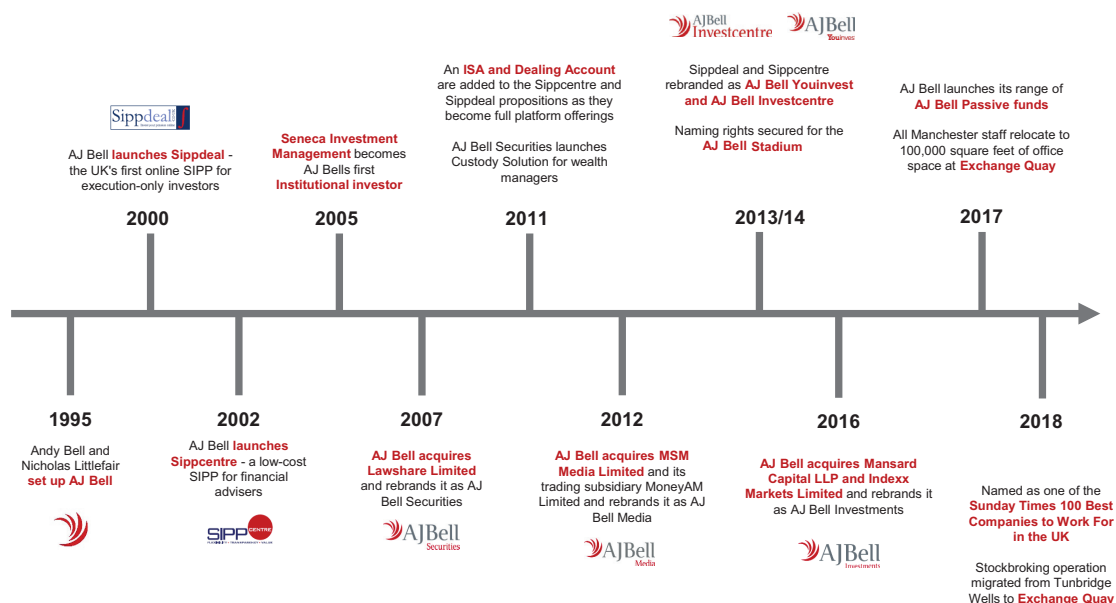 Sippdeal
AJ Bell launches Sippdeal -
the UK's first online SIPP for
execution-only investors
2000
Seneca Investment
Management becomes
AJ Bells first
Institutional investor
2005
An ISA and Dealing Account
are added to the Sippcentre and
Sippdeal propositions as they
become full platform offerings
AJ Bell Securities launches
Custody Solution for wealth
managers
2011
AJBell
Investcentre
AJBell
Youinvest
Sippdeal and Sippcentre
rebranded as AJ Bell Youinvest
and AJ Bell Investcentre
Naming rights secured for the
AJ Bell Stadium
2013/14
AJ Bell launches its range of
AJ Bell Passive funds
All Manchester staff relocate to
100,000 square feet of office
space at Exchange Quay
2017
1995
Andy Bell and
Nicholas Littlefair
set up AJ Bell
2002
AJ Bell launches
Sippcentre - a low-cost
SIPP for financial
advisers
SIPP CENTRE
2007
AJ Bell acquires
Lawshare Limited
and rebrands it as AJ
Bell Securities
AJBell
Securities
2012
AJ Bell acquires MSM
Media Limited and its
trading subsidiary MoneyAM
Limited and rebrands it as AJ
Bell Media
AJBell
Media
2016
AJ Bell acquires Mansard
Capital LLP and Indexx
Markets Limited and rebrands it
as AJ Bell Investments
AJBell
Investments
2018
Named as one of the
Sunday Times 100 Best
Companies to Work For
in the UK
Stockbroking operation
migrated from Tunbridge
Wells to Exchange Quay